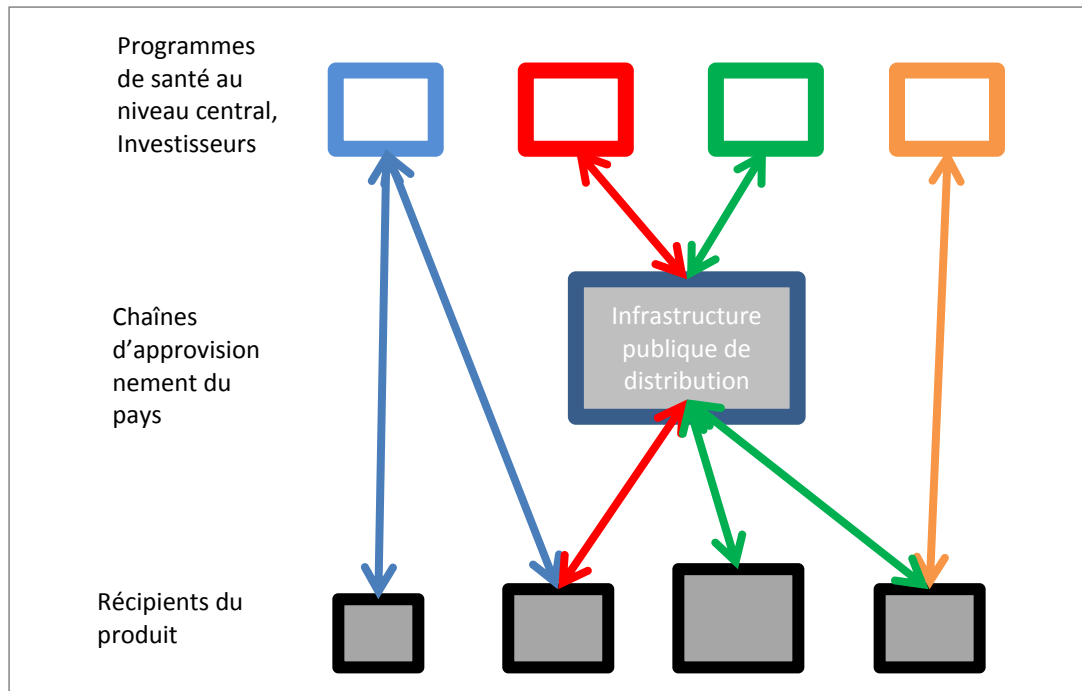 Programmes
de santé au
niveau central,
Investisseurs
Infrastructure
publique de
distribution
Chaînes
d’approvision
nement du
pays
Récipients du
produit